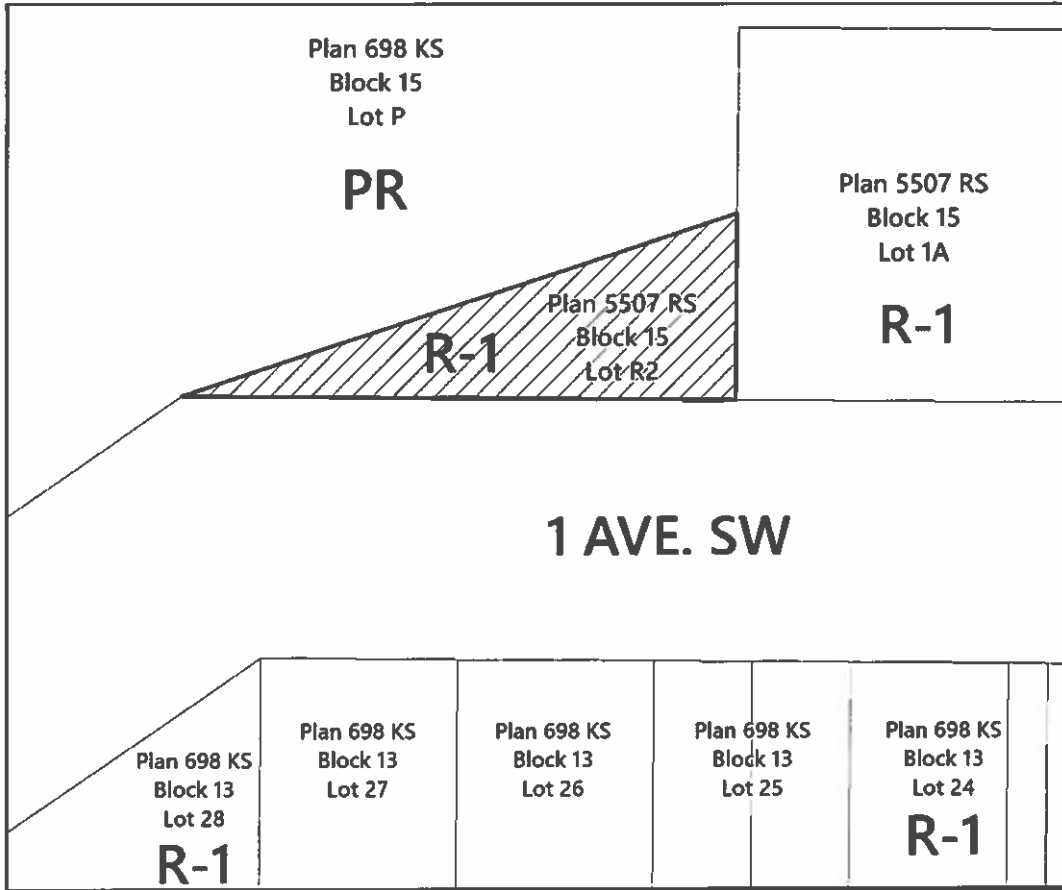 Plan 698 KS
Block 15
Lot P
PR
Plan 5507 RS
Block 15
Lot 1A
R-1
Plan 5507 RS
Block 15
Lot R2
R-1
1 AVE. SW
Plan 698 KS
Block 13
Lot 28
R-1
Plan 698 KS
Block 13
Lot 27
Plan 698 KS
Block 13
Lot 26
Plan 698 KS
Block 13
Lot 25
Plan 698 KS
Block 13
Lot 24
R-1